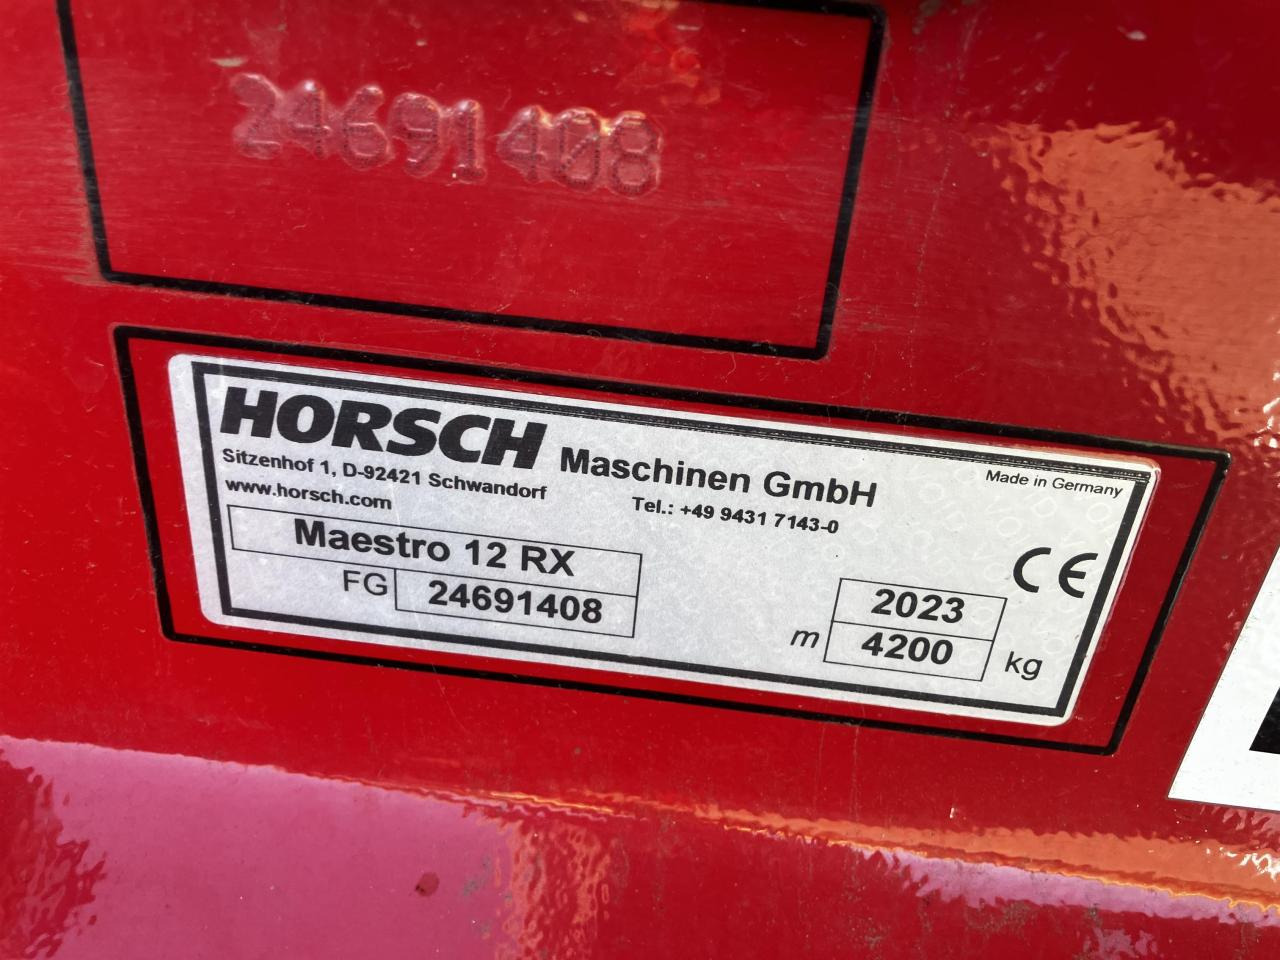 24691408
HORSCH Maschinen GmbH
Made in Germany
Sitzenhof 1, D-92421 Schwandorf
www.horsch.com
Tel.: +49 9431 7143-0
CE
Maestro 12 RX
FG 24691408
2023
m 4200 kg